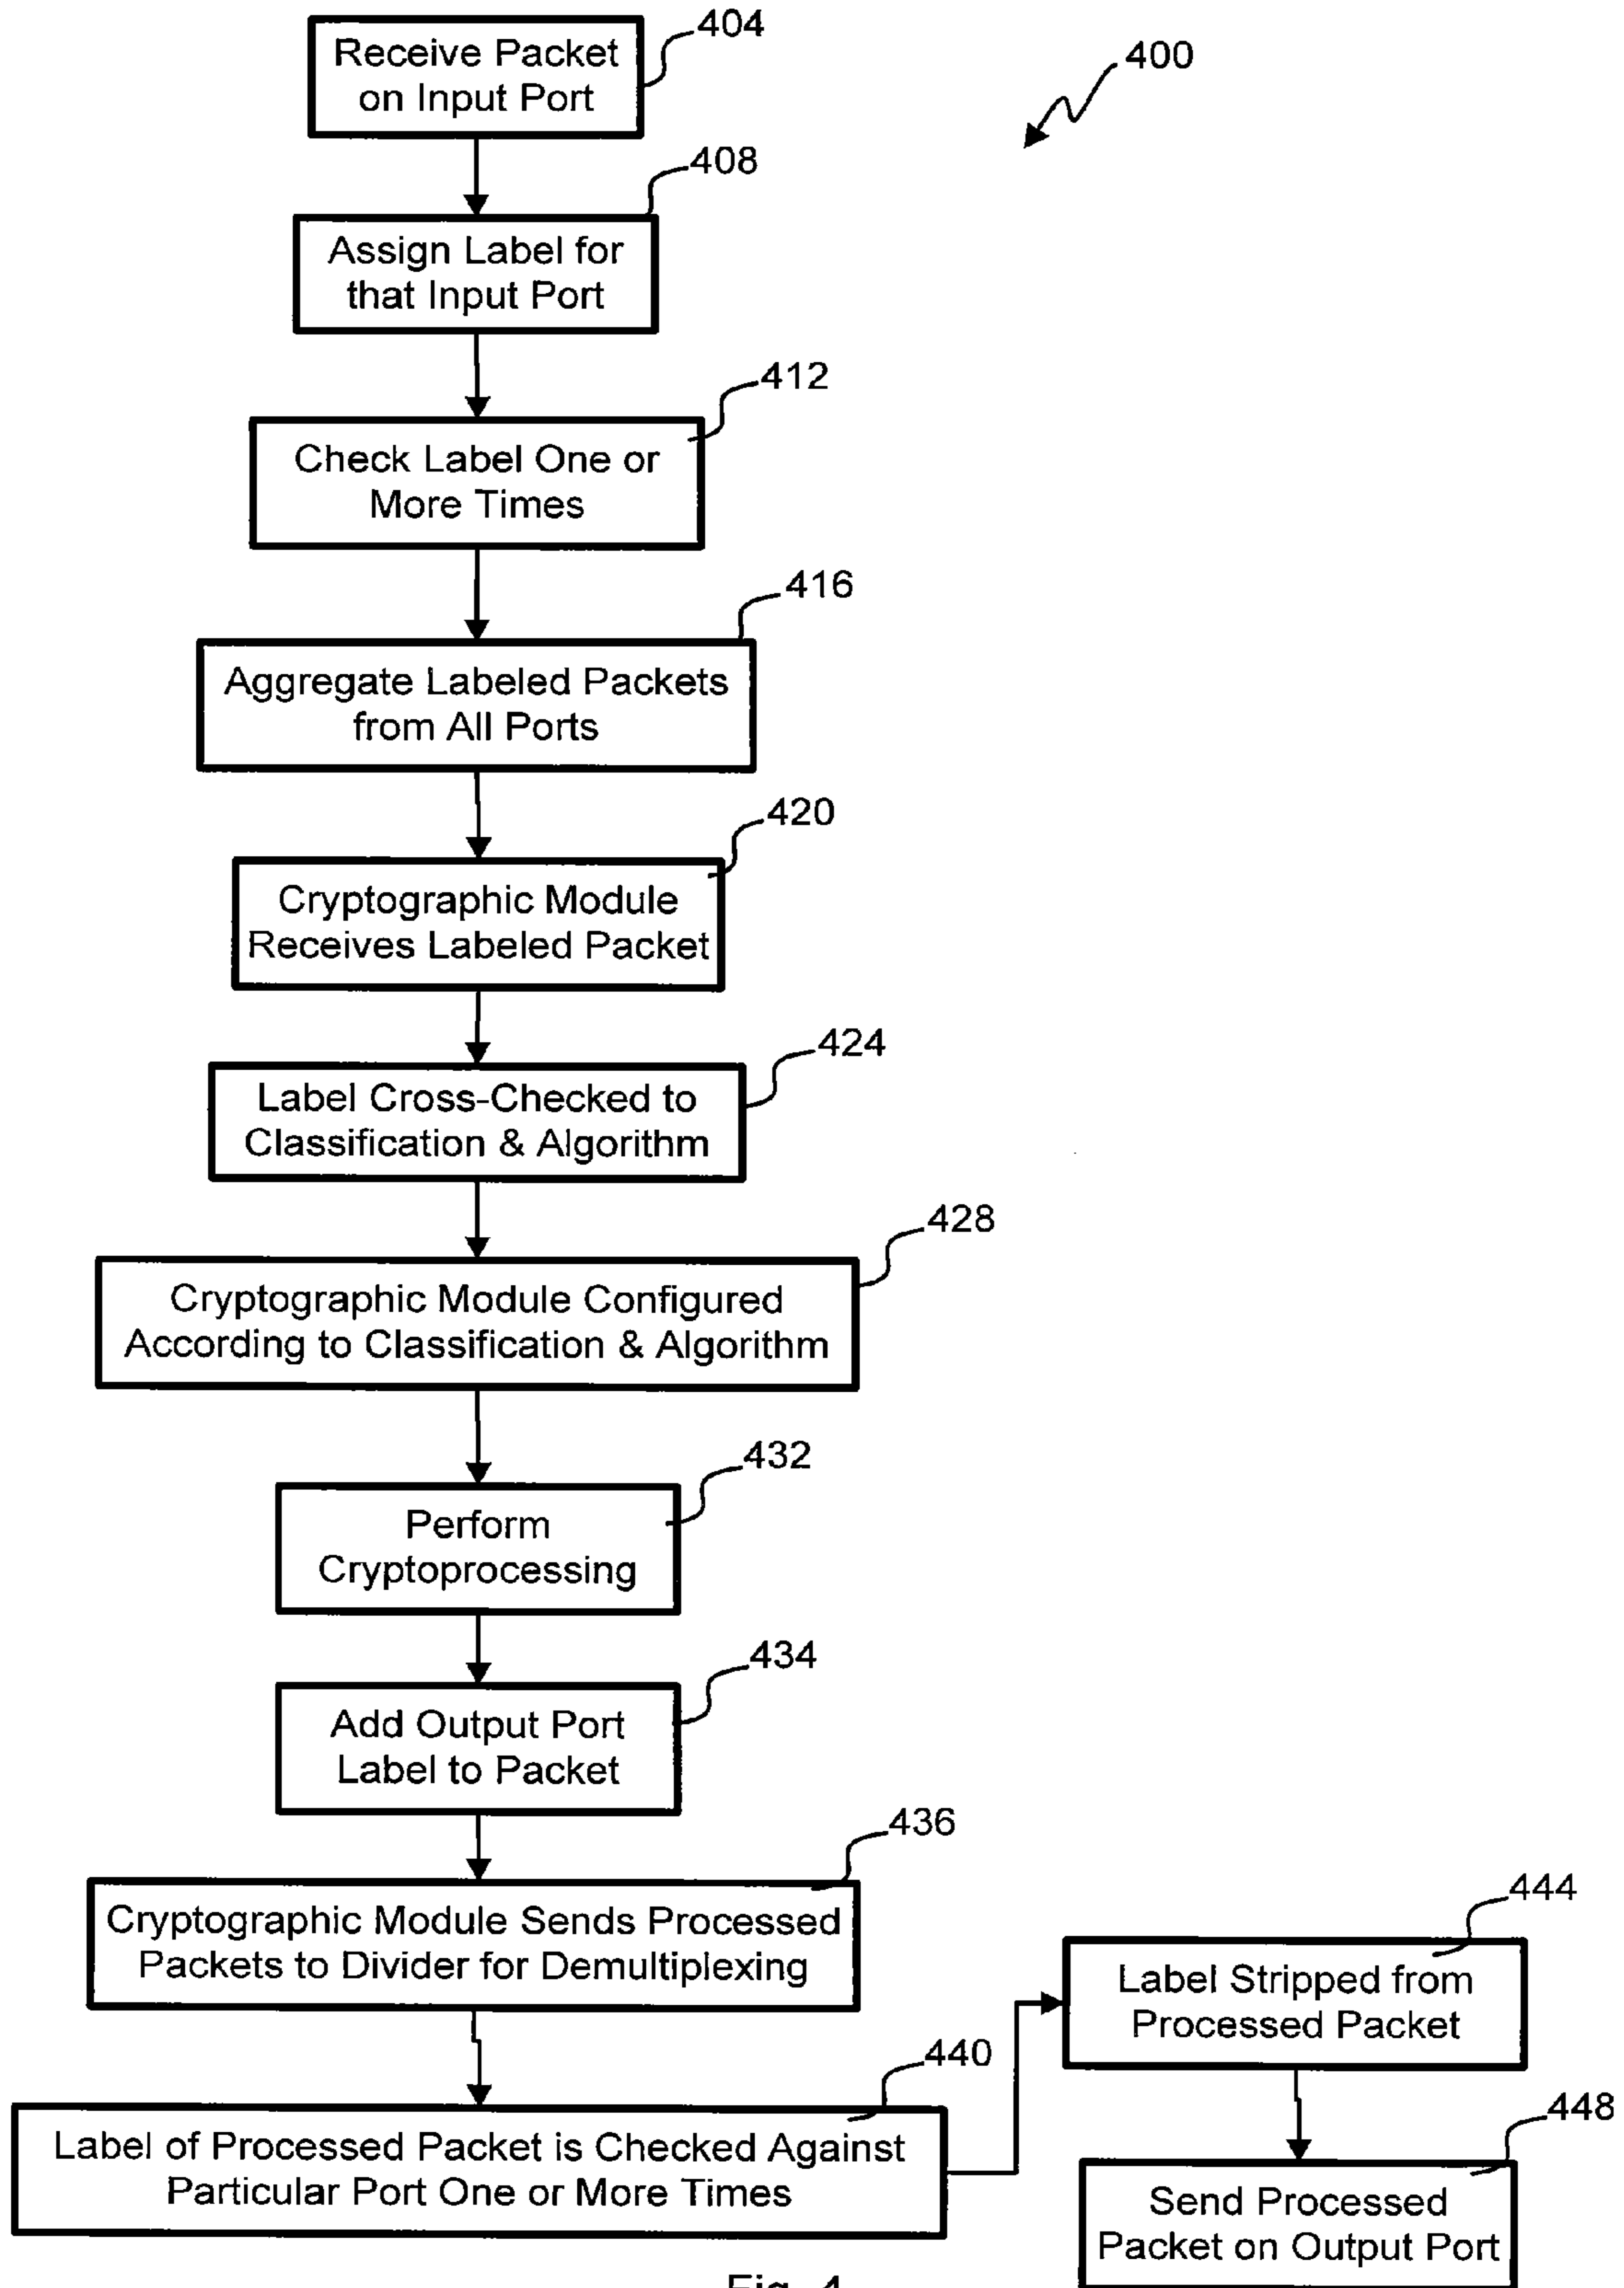 404
Receive Packet
on Input Port
400
408
Assign Label for
that Input Port
412
Check Label One or
More Times
416
Aggregate Labeled Packets
from All Ports
420
Cryptographic Module
Receives Labeled Packet
424
Label Cross-Checked to
Classification & Algorithm
428
Cryptographic Module Configured
According to Classification & Algorithm
432
Perform
Cryptoprocessing
434
Add Output Port
Label to Packet
436
Cryptographic Module Sends Processed
Packets to Divider for Demultiplexing
440
Label of Processed Packet is Checked Against
Particular Port One or More Times
444
Label Stripped from
Processed Packet
448
Send Processed
Packet on Output Port
Fig. 4